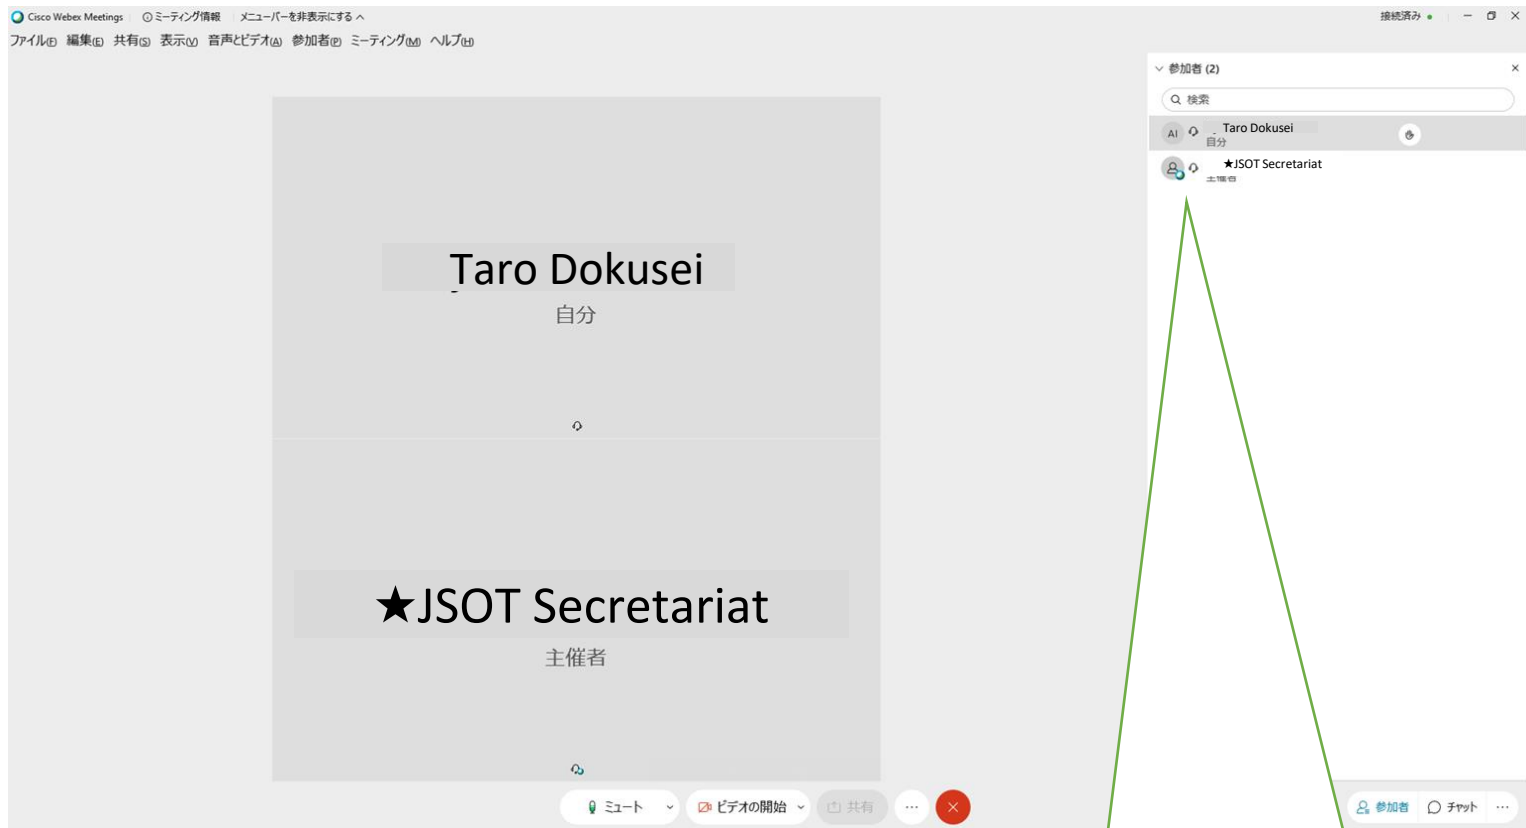 Cisco Webex Meetings ミーティング情報 メニューバーを非表示にする
接続済み
ファイル(F) 編集(E) 共有(S) 表示(V) 音声とビデオ(A) 参加者(P) ミーティング(M) ヘルプ(H)
参加者 (2)
検索
AI Taro Dokusei
自分
★JSOT Secretariat
主催者
Taro Dokusei
自分
★JSOT Secretariat
主催者
ミュート ビデオの開始 共有 ...
参加者 チャット ...